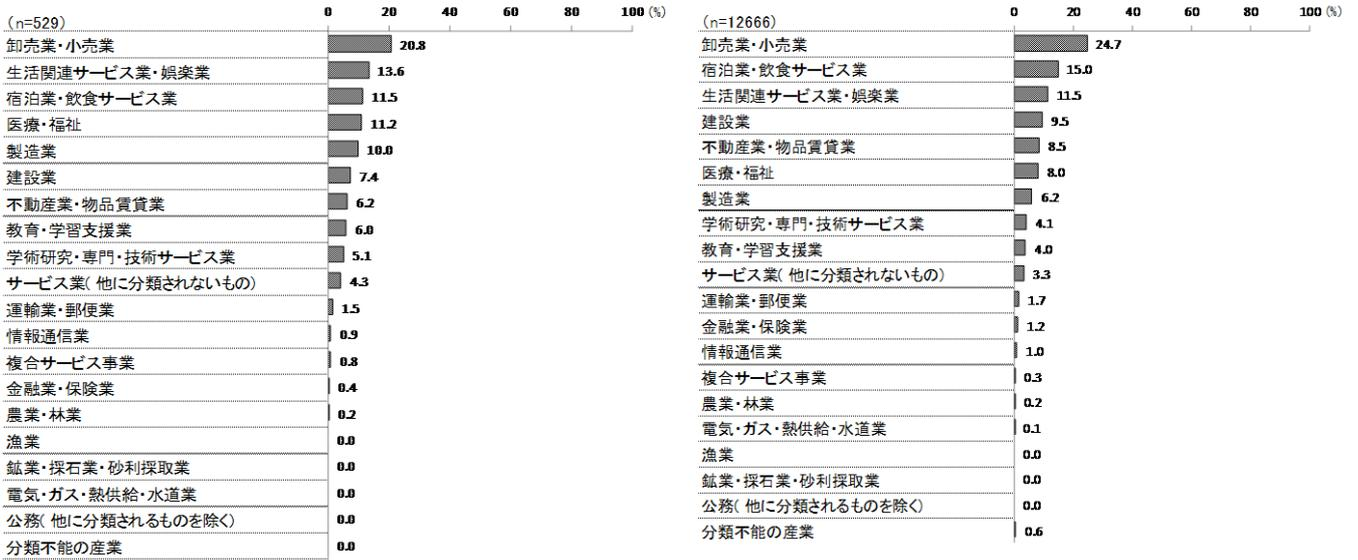 0 20 40 60 80 100 (%)
(n=529)
卸売業・小売業 20.8
生活関連サービス業・娯楽業 13.6
宿泊業・飲食サービス業 11.5
医療・福祉 11.2
製造業 10.0
建設業 7.4
不動産業・物品賃貸業 6.2
教育・学習支援業 6.0
学術研究・専門・技術サービス業 5.1
サービス業(他に分類されないもの) 4.3
運輸業・郵便業 1.5
情報通信業 0.9
複合サービス事業 0.8
金融業・保険業 0.4
農業・林業 0.2
漁業 0.0
鉱業・採石業・砂利採取業 0.0
電気・ガス・熱供給・水道業 0.0
公務(他に分類されるものを除く) 0.0
分類不能の産業 0.0
0 20 40 60 80 100 (%)
(n=12666)
卸売業・小売業 24.7
宿泊業・飲食サービス業 15.0
生活関連サービス業・娯楽業 11.5
建設業 9.5
不動産業・物品賃貸業 8.5
医療・福祉 8.0
製造業 6.2
学術研究・専門・技術サービス業 4.1
教育・学習支援業 4.0
サービス業(他に分類されないもの) 3.3
運輸業・郵便業 1.7
金融業・保険業 1.2
情報通信業 1.0
複合サービス事業 0.3
農業・林業 0.2
電気・ガス・熱供給・水道業 0.1
漁業 0.0
鉱業・採石業・砂利採取業 0.0
公務(他に分類されるものを除く) 0.0
分類不能の産業 0.6